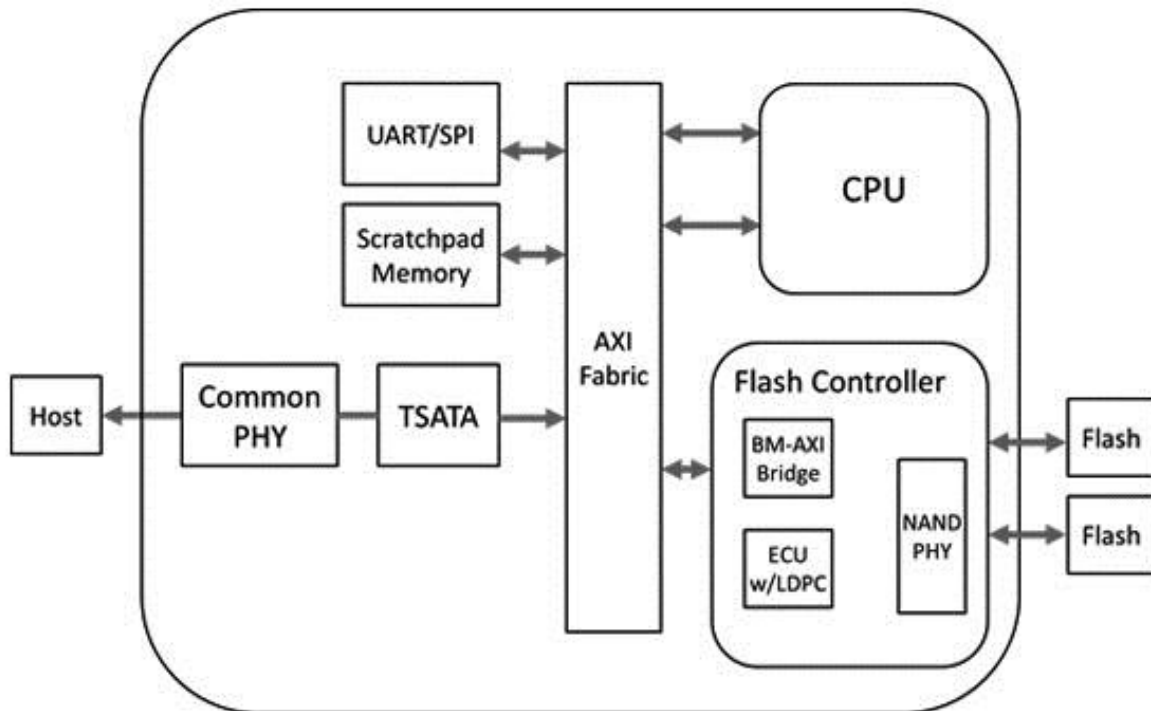 UART/SPI
Scratchpad
Memory
CPU
AXI
Fabric
Host
Common
PHY
TSATA
Flash Controller
BM-AXI
Bridge
ECU
w/LDPC
NAND
PHY
Flash
Flash